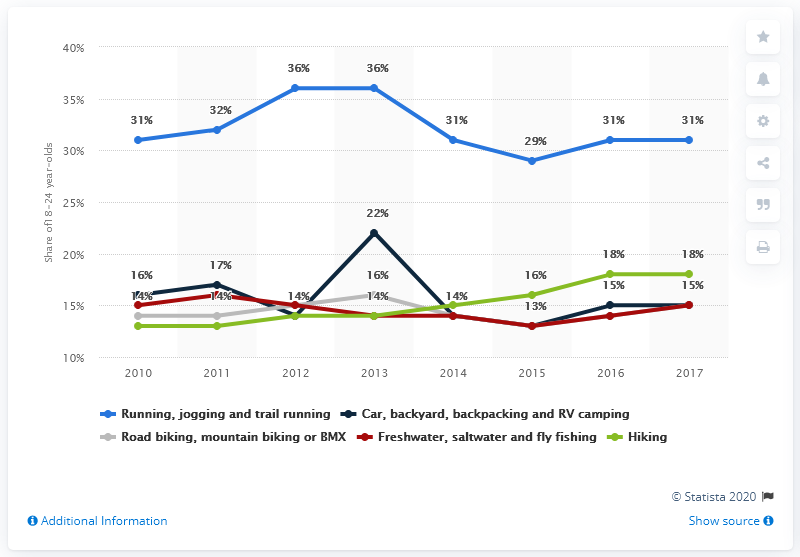 40%
35%
30%
25%
20%
15%
10%
Share of18-24 year-olds
31% 32% 36% 36% 31% 29% 31% 31%
16% 17% 22% 16% 18% 18%
14% 14% 14% 16% 14% 14% 13% 15% 15%
2010 2011 2012 2013 2014 2015 2016 2017
Running, jogging and trail running Car, backyard, backpacking and RV camping
Road biking, mountain biking or BMX Freshwater, saltwater and fly fishing Hiking
© Statista 2020
Additional Information Show source